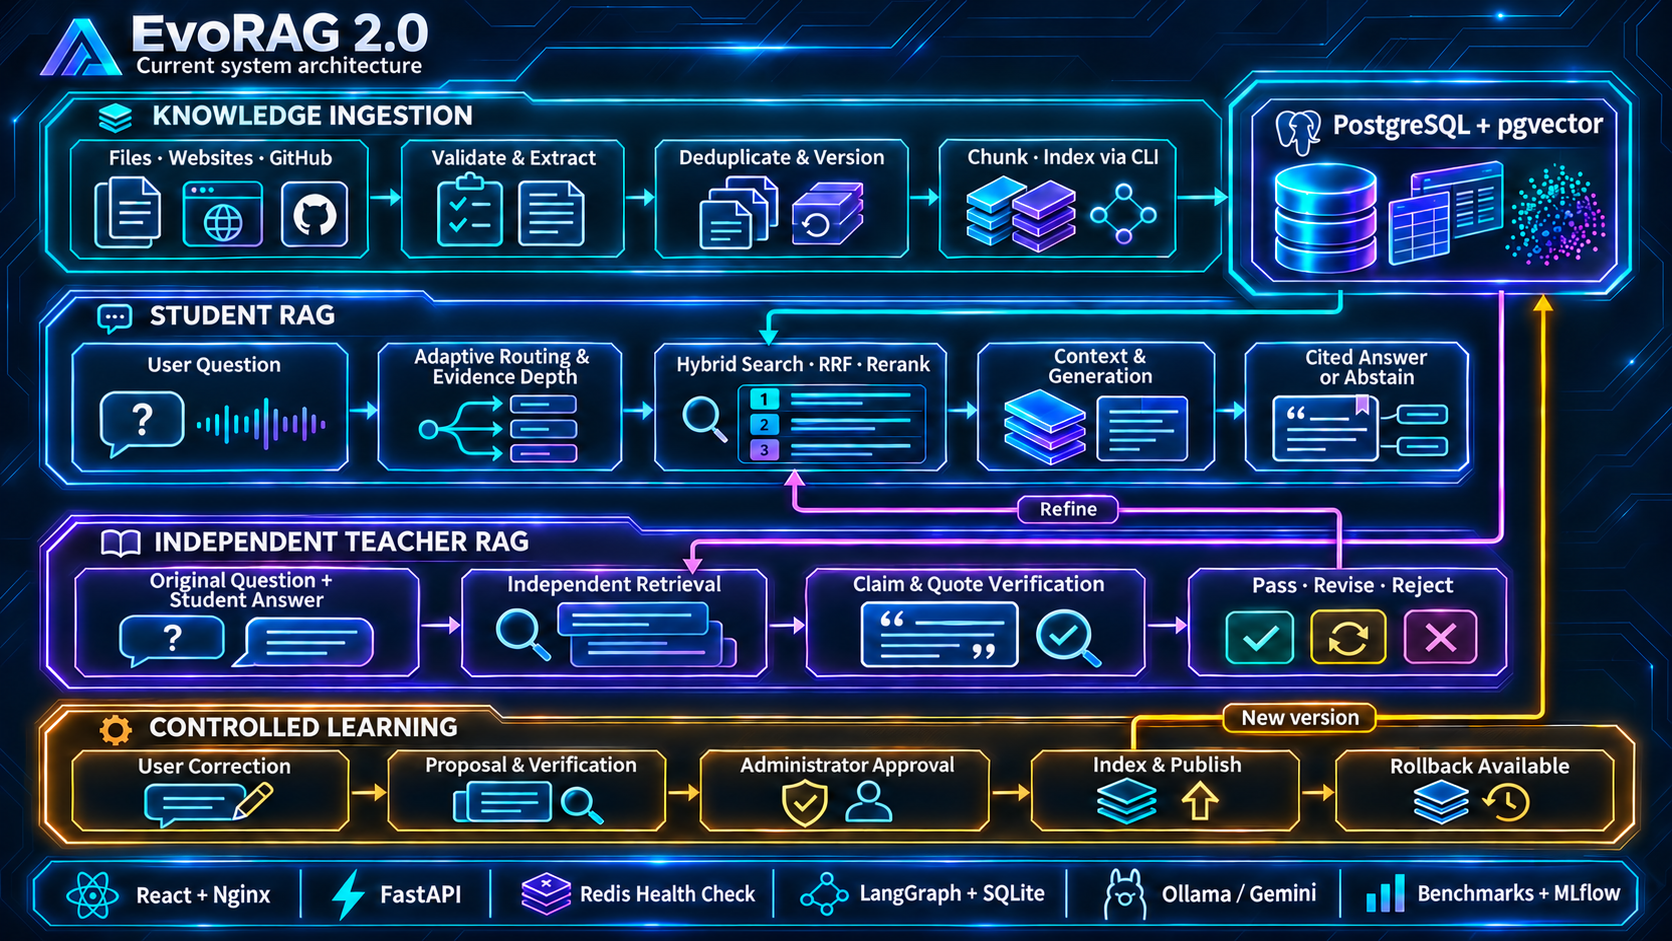 EvoRAG 2.0
Current system architecture
KNOWLEDGE INGESTION
Files · Websites · GitHub
Validate & Extract
Deduplicate & Version
Chunk · Index via CLI
PostgreSQL + pgvector
STUDENT RAG
User Question
?
Adaptive Routing &
Evidence Depth
Hybrid Search · RRF · Rerank
1
2
3
Context &
Generation
Cited Answer
or Abstain
Refine
INDEPENDENT TEACHER RAG
Original Question +
Student Answer
?
Independent Retrieval
Claim & Quote Verification
Pass · Revise · Reject
CONTROLLED LEARNING
New version
User Correction
Proposal & Verification
Administrator Approval
Index & Publish
Rollback Available
React + Nginx
FastAPI
Redis Health Check
LangGraph + SQLite
Ollama / Gemini
Benchmarks + MLflow